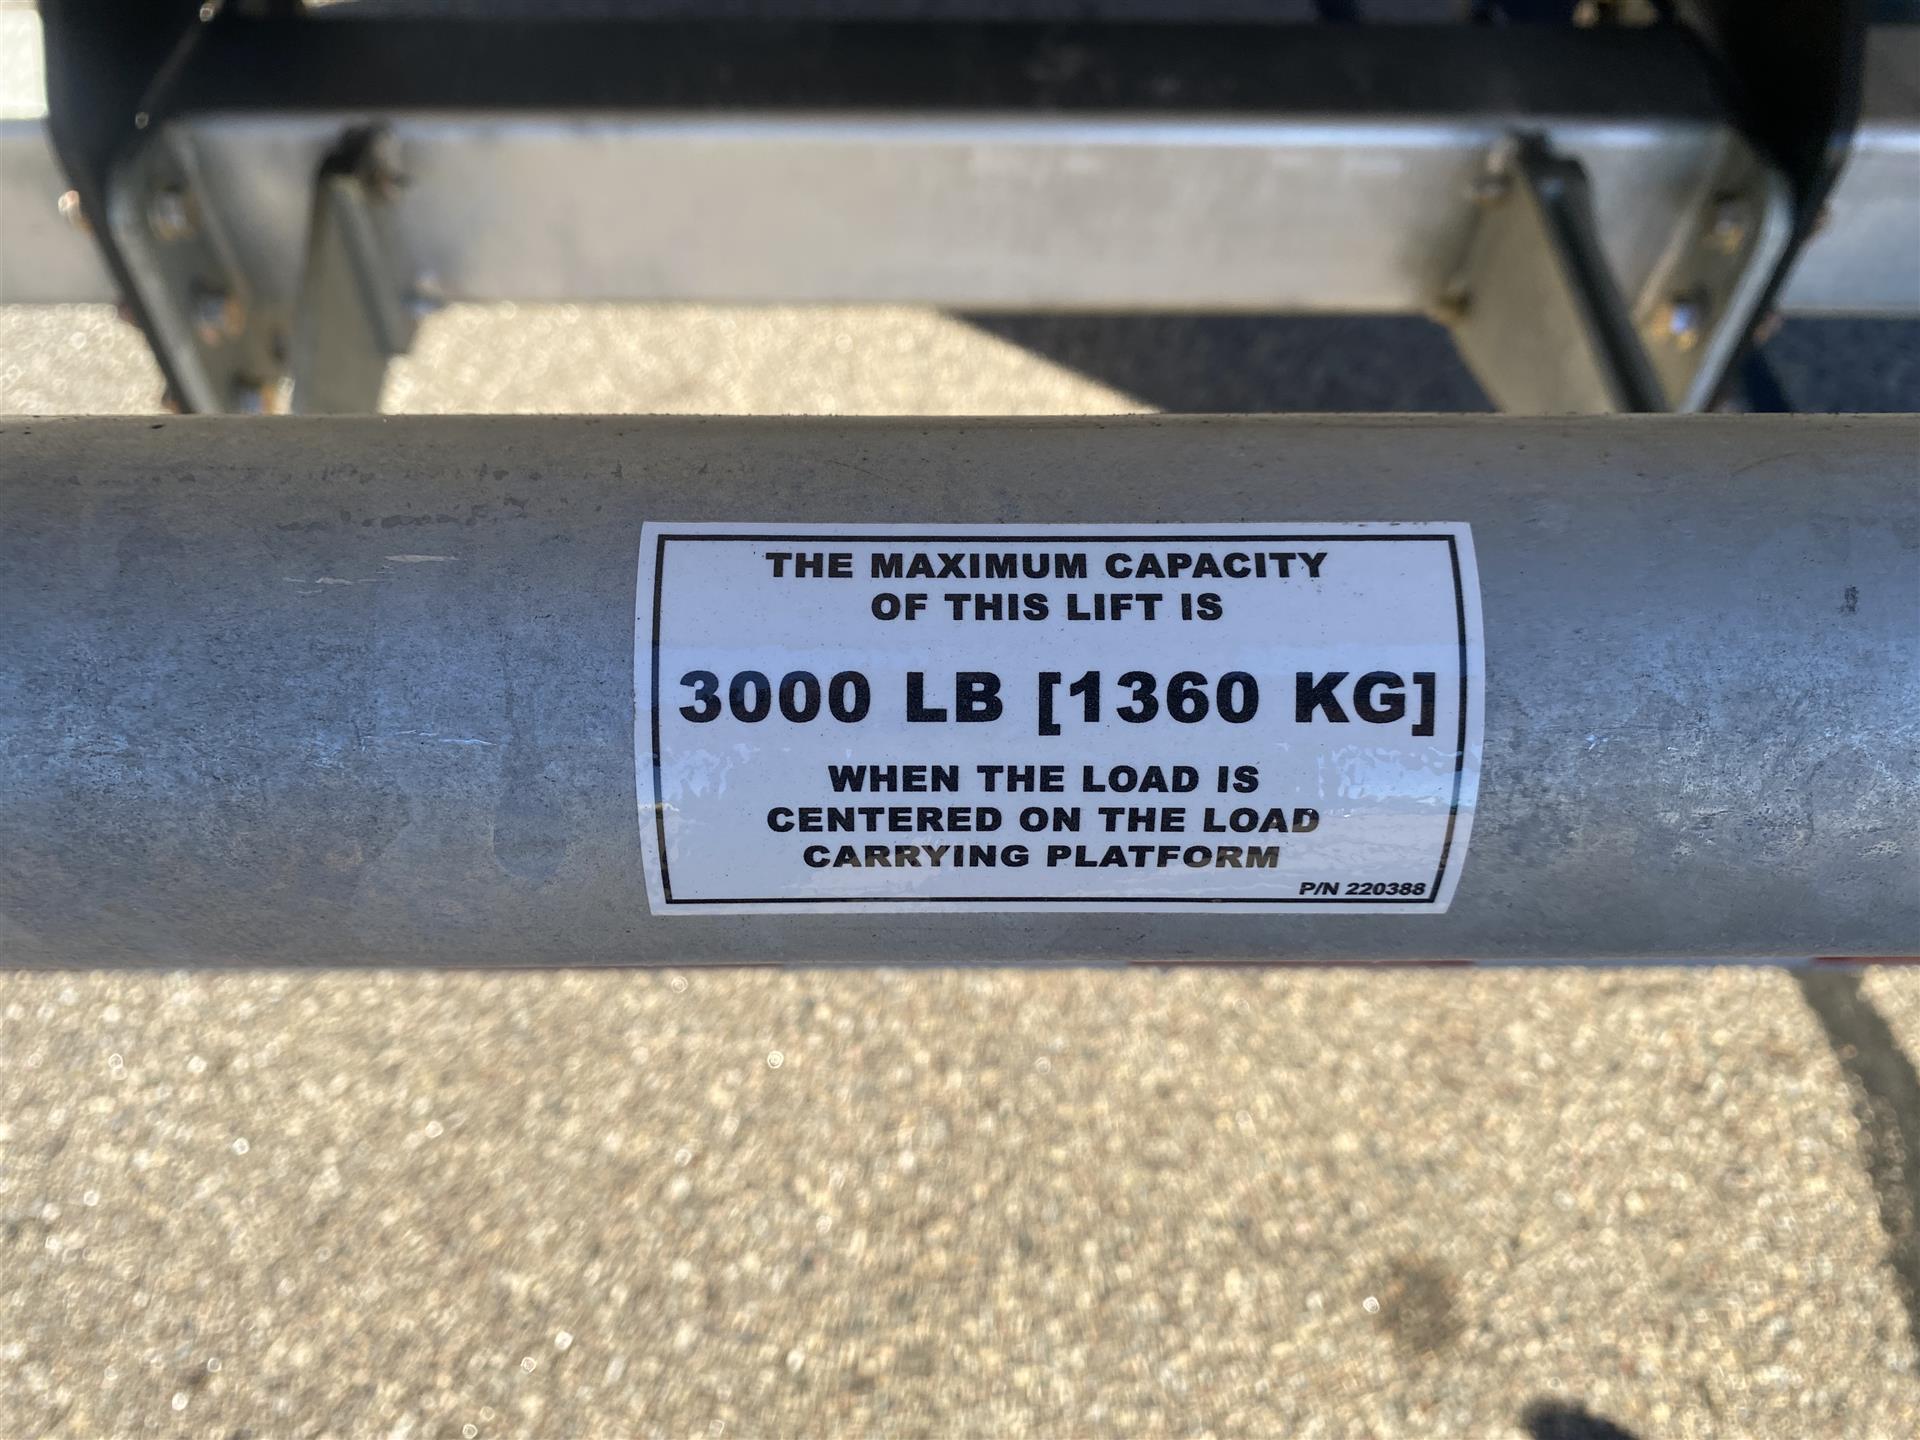 THE MAXIMUM CAPACITY
OF THIS LIFT IS
3000 LB [1360 KG]
WHEN THE LOAD IS
CENTERED ON THE LOAD
CARRYING PLATFORM
P/N 220388